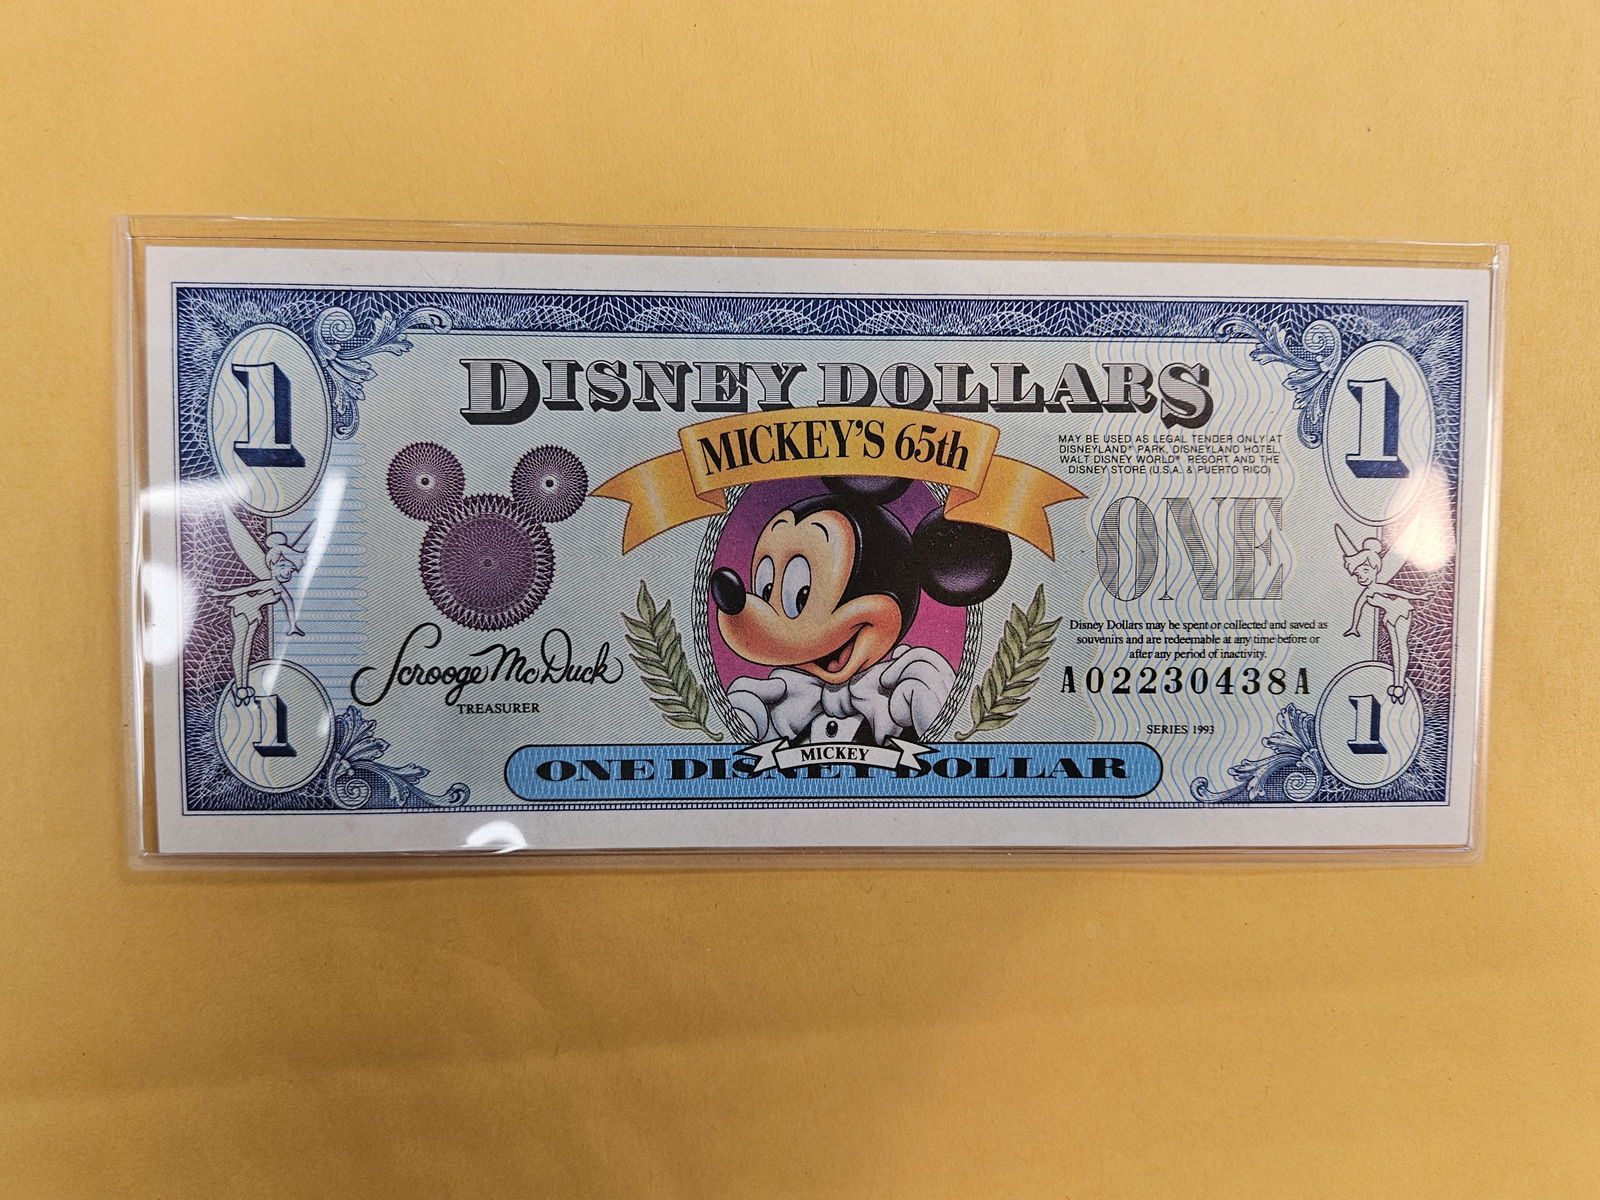 1
1
DISNEY DOLLARS
MICKEY'S 65th
MAY BE USED AS LEGAL TENDER ONLY AT
DISNEYLAND® PARK, DISNEYLAND HOTEL,
WALT DISNEY WORLD® RESORT AND THE
DISNEY STORE (U.S.A. & PUERTO RICO)
ONE
Disney Dollars may be spent or collected and saved as
souvenirs and are redeemable at any time before or
after any period of inactivity.
Scrooge McDuck
TREASURER
A02230438A
SERIES 1993
1
1
MICKEY
ONE DISNEY DOLLAR